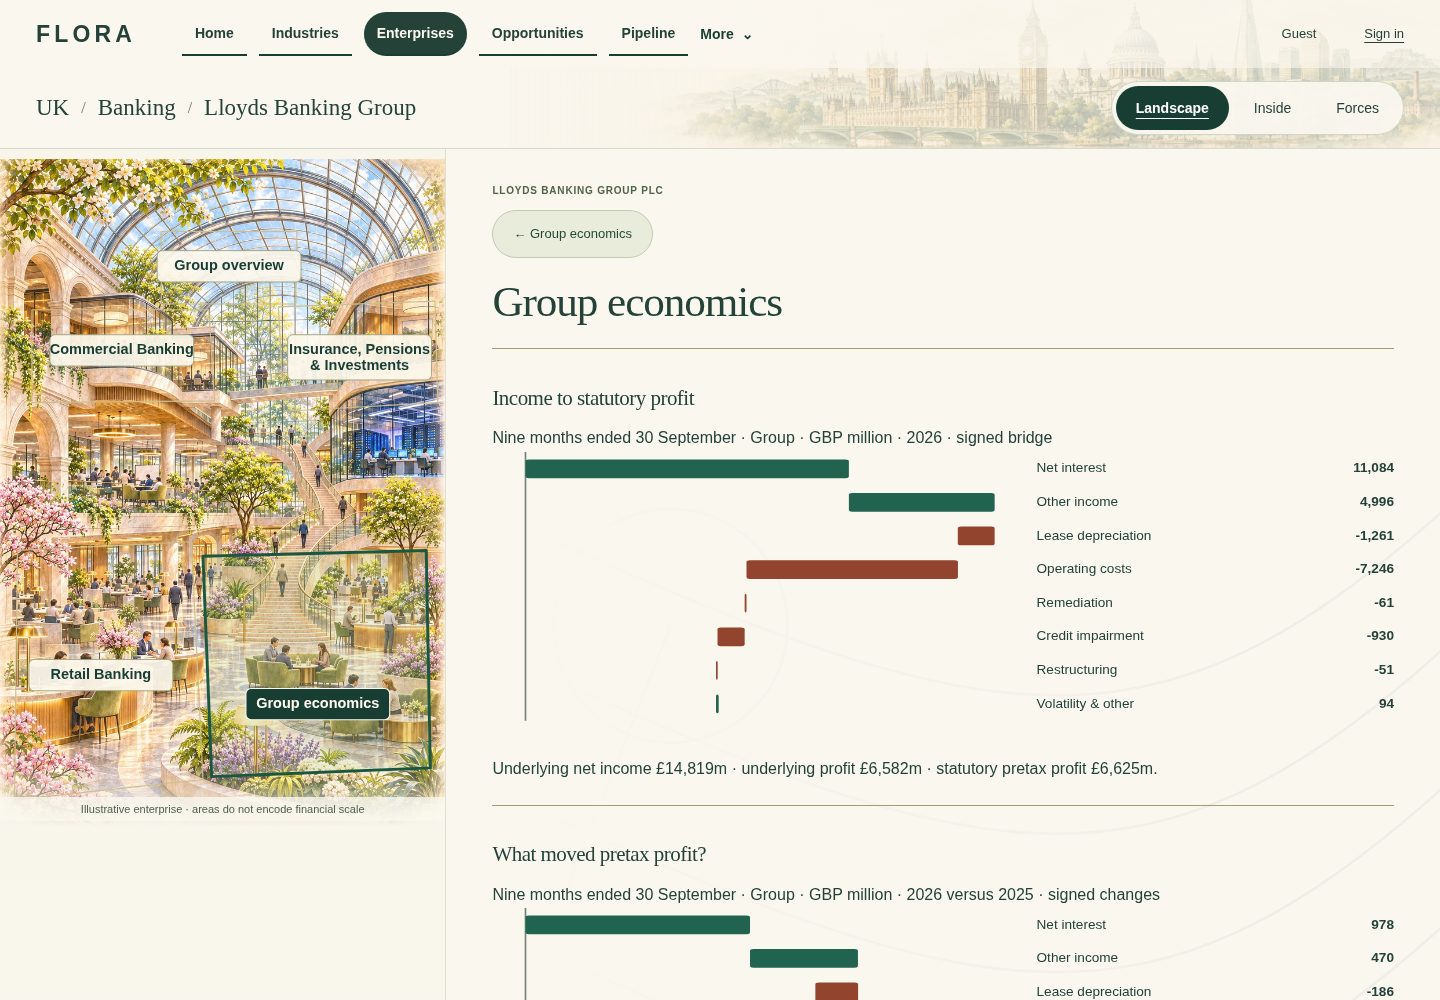 FLORA
Home
Industries
Enterprises
Opportunities
Pipeline
More
Guest
Sign in
UK / Banking / Lloyds Banking Group
Landscape
Inside
Forces
Group overview
Commercial Banking
Insurance, Pensions
& Investments
Retail Banking
Group economics
Illustrative enterprise · areas do not encode financial scale
LLOYDS BANKING GROUP PLC
← Group economics
Group economics
Income to statutory profit
Nine months ended 30 September · Group · GBP million · 2026 · signed bridge
Net interest 11,084
Other income 4,996
Lease depreciation -1,261
Operating costs -7,246
Remediation -61
Credit impairment -930
Restructuring -51
Volatility & other 94
Underlying net income £14,819m · underlying profit £6,582m · statutory pretax profit £6,625m.
What moved pretax profit?
Nine months ended 30 September · Group · GBP million · 2026 versus 2025 · signed changes
Net interest 978
Other income 470
Lease depreciation -186